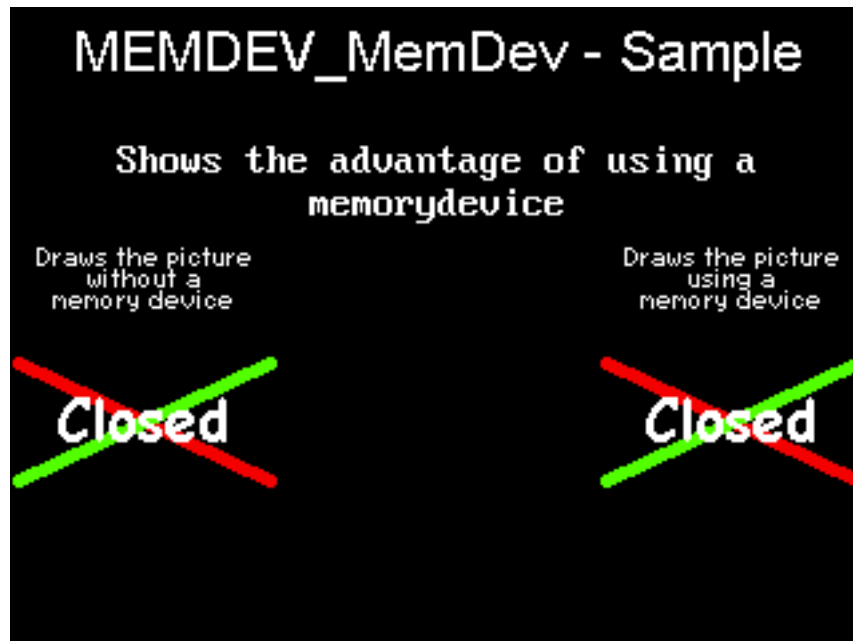 MEMDEV_MemDev - Sample
Shows the advantage of using a
memorydevice
Draws the picture
without a
memory device
Draws the picture
using a
memory device
Closed
Closed